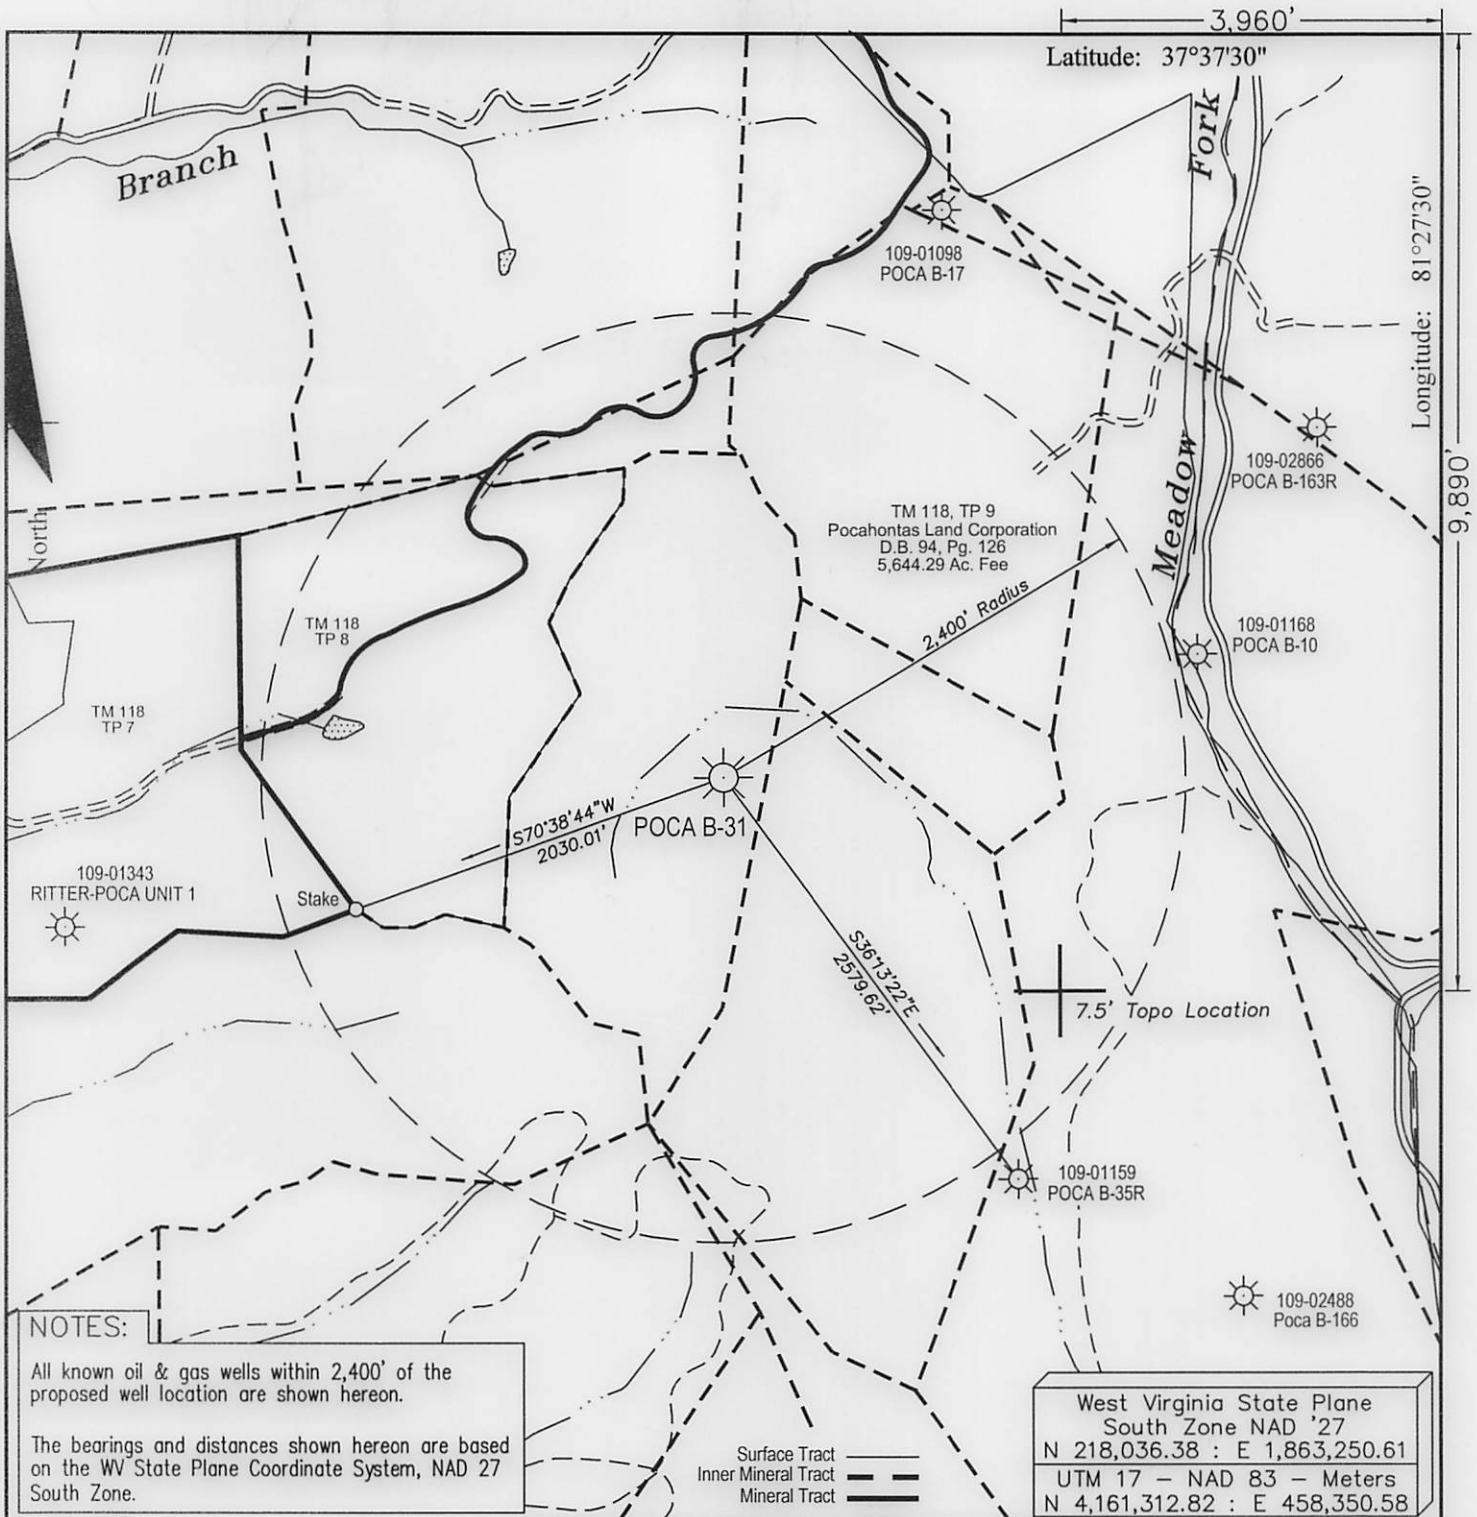 3,960'
Latitude: 37°37'30"
Longitude: 81°27'30"
9,890'
Branch
Meadow Fork
109-01098
POCA B-17
109-02866
POCA B-163R
TM 118, TP 9
Pocahontas Land Corporation
D.B. 94, Pg. 126
5,644.29 Ac. Fee
2,400' Radius
North
TM 118
TP 8
109-01168
POCA B-10
TM 118
TP 7
S70°38'44"W
2030.01'
POCA B-31
109-01343
RITTER-POCA UNIT 1
Stake
S36°13'22"E
2579.62'
7.5' Topo Location
109-01159
POCA B-35R
109-02488
Poca B-166
NOTES:
All known oil & gas wells within 2,400' of the
proposed well location are shown hereon.
The bearings and distances shown hereon are based
on the WV State Plane Coordinate System, NAD 27
South Zone.
Surface Tract
Inner Mineral Tract
Mineral Tract
West Virginia State Plane
South Zone NAD '27
N 218,036.38 : E 1,863,250.61
UTM 17 - NAD 83 - Meters
N 4,161,312.82 : E 458,350.58